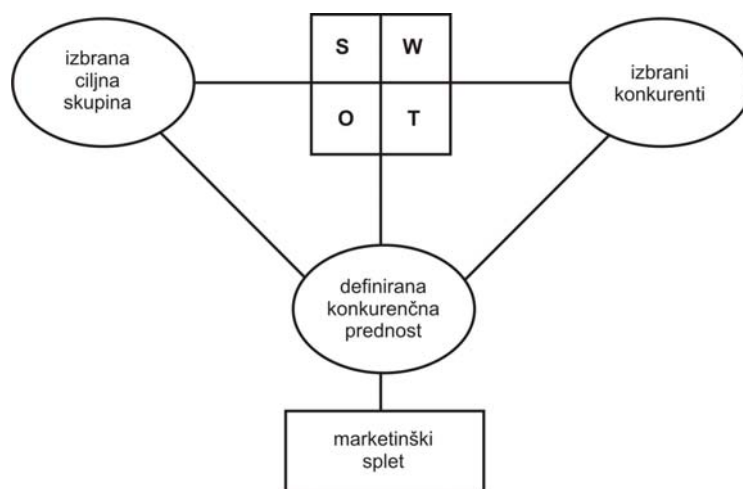 izbrana
ciljna
skupina
S W
O T
izbrani
konkurenti
definirana
konkurenčna
prednost
marketinški
splet